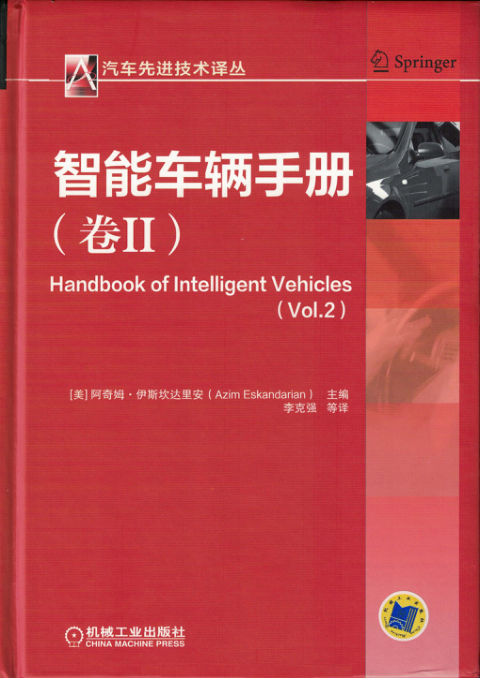 汽车先进技术译丛
Springer
智能车辆手册
（卷II）
Handbook of Intelligent Vehicles
（Vol.2）
[美] 阿奇姆·伊斯坎达里安（Azim Eskandarian） 主编
李克强 等译
机械工业出版社
CHINA MACHINE PRESS